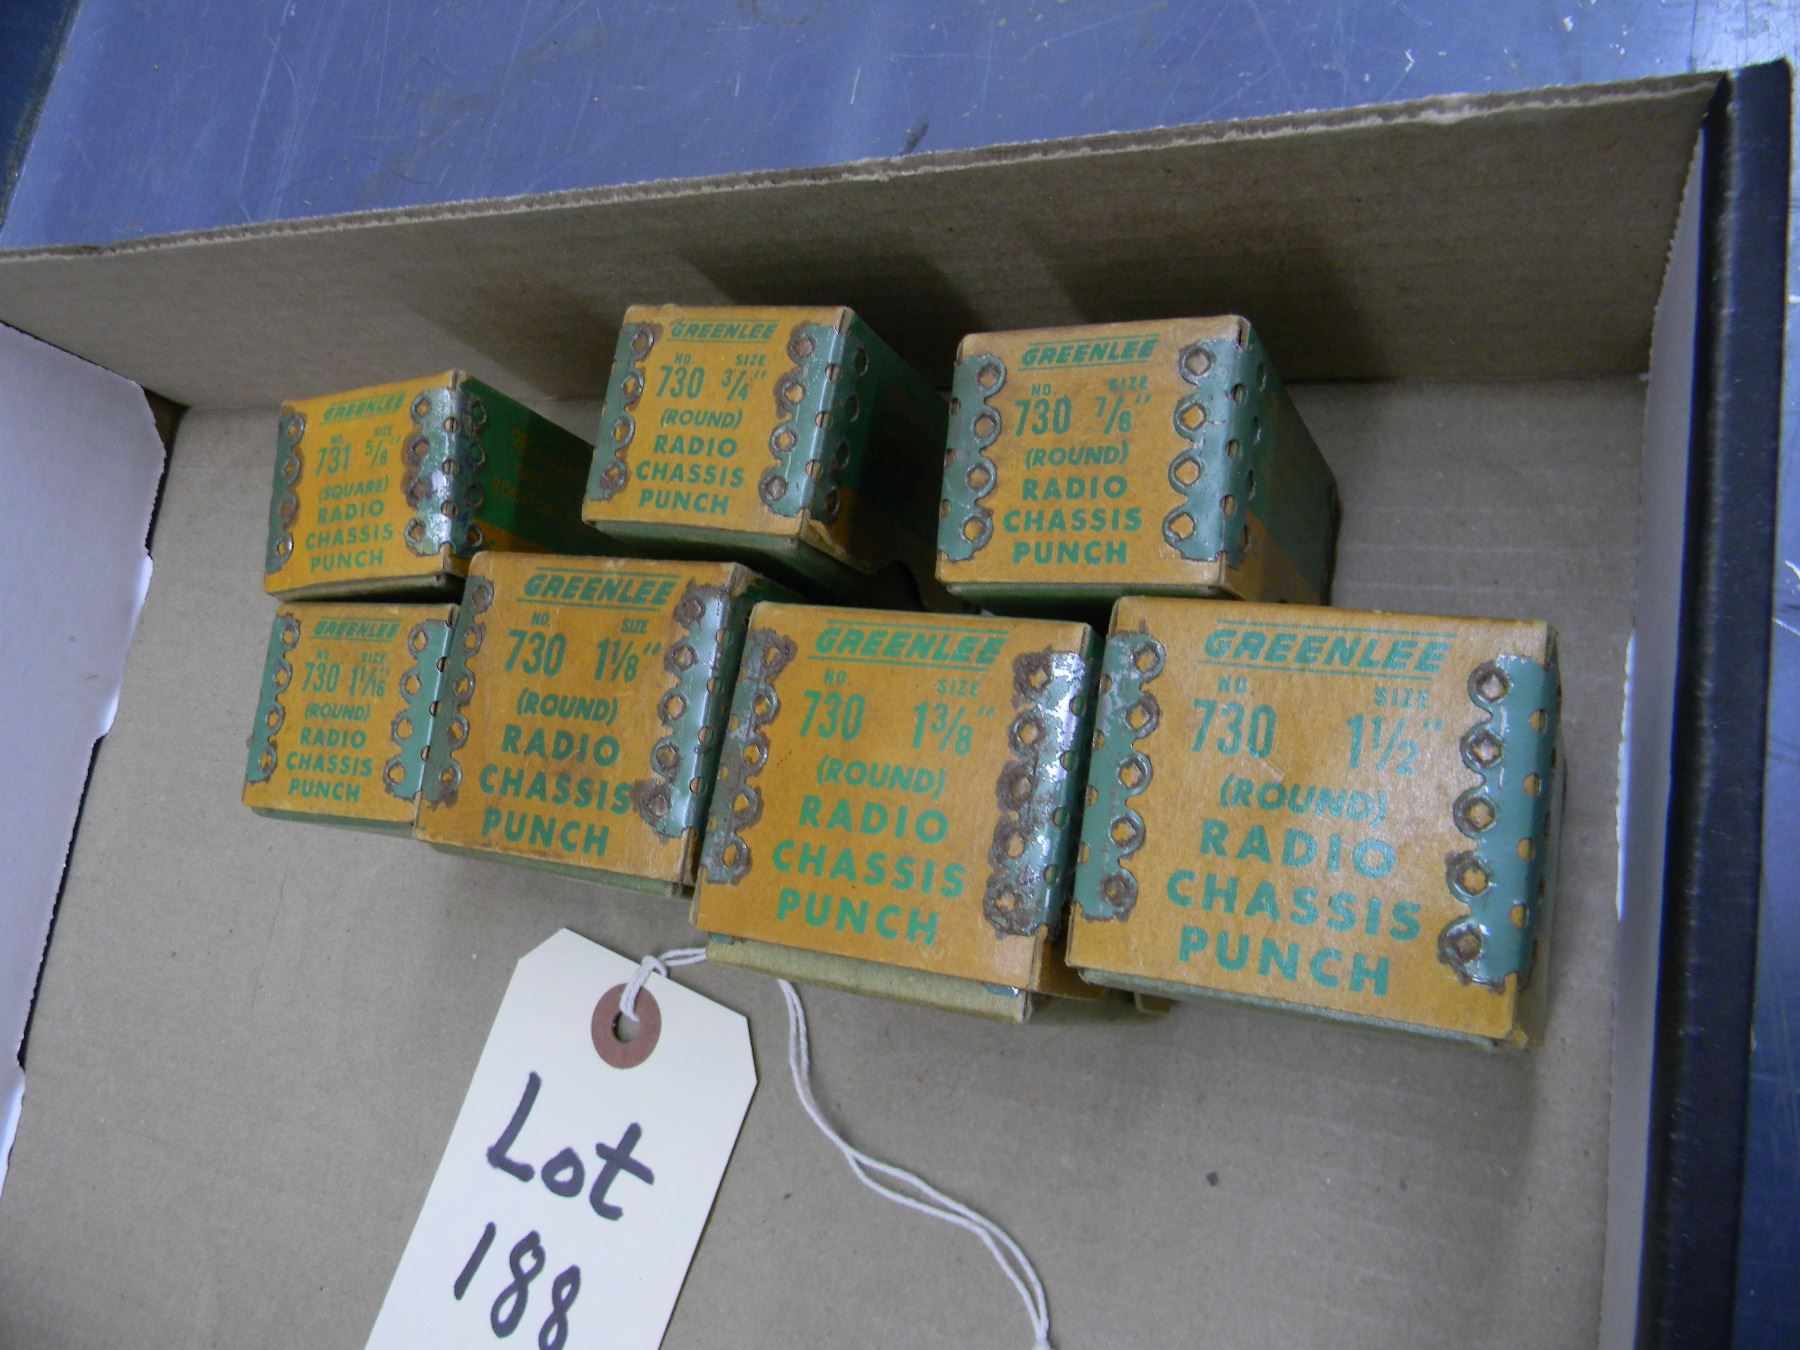 GREENLEE
NO. SIZE
731 5/8"
(SQUARE)
RADIO
CHASSIS
PUNCH
GREENLEE
NO. SIZE
730 3/4"
(ROUND)
RADIO
CHASSIS
PUNCH
GREENLEE
NO. SIZE
730 7/8"
(ROUND)
RADIO
CHASSIS
PUNCH
GREENLEE
NO. SIZE
730 1 1/16"
(ROUND)
RADIO
CHASSIS
PUNCH
GREENLEE
NO. SIZE
730 1 1/8"
(ROUND)
RADIO
CHASSIS
PUNCH
GREENLEE
NO. SIZE
730 1 3/8"
(ROUND)
RADIO
CHASSIS
PUNCH
GREENLEE
NO. SIZE
730 1 1/2"
(ROUND)
RADIO
CHASSIS
PUNCH
Lot
188